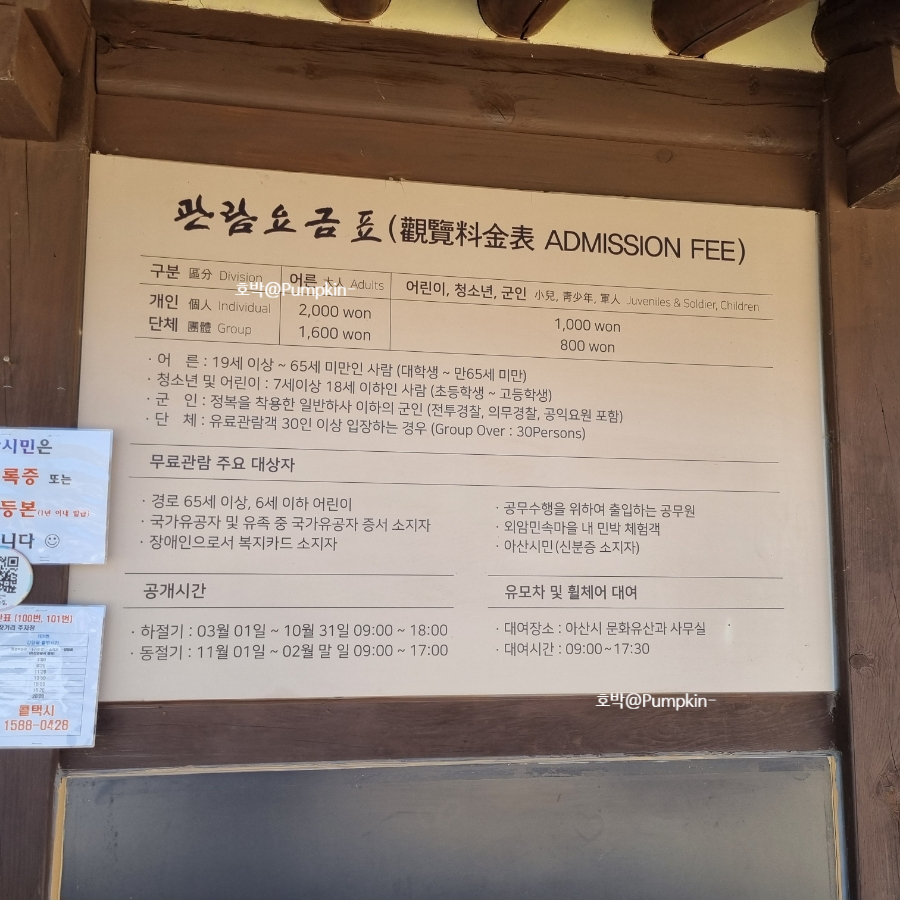 관람요금표(觀覽料金表 ADMISSION FEE)
구분 區分 Division 어른 大人 Adults 어린이, 청소년, 군인 小兒, 靑少年, 軍人 Juveniles & Soldier, Children
호박@Pumpkin~
개인 個人 Individual 2,000 won 1,000 won
단체 團體 Group 1,600 won 800 won
· 어 른 : 19세 이상 ~ 65세 미만인 사람 (대학생 ~ 만65세 미만)
· 청소년 및 어린이 : 7세이상 18세 이하인 사람 (초등학생 ~ 고등학생)
· 군 인 : 정복을 착용한 일반하사 이하의 군인 (전투경찰, 의무경찰, 공익요원 포함)
· 단 체 : 유료관람객 30인 이상 입장하는 경우 (Group Over : 30Persons)
무료관람 주요 대상자
· 경로 65세 이상, 6세 이하 어린이
· 국가유공자 및 유족 중 국가유공자 증서 소지자
· 장애인으로서 복지카드 소지자
· 공무수행을 위하여 출입하는 공무원
· 외암민속마을 내 민박 체험객
· 아산시민(신분증 소지자)
공개시간
· 하절기 : 03월 01일 ~ 10월 31일 09:00 ~ 18:00
· 동절기 : 11월 01일 ~ 02월 말 일 09:00 ~ 17:00
유모차 및 휠체어 대여
· 대여장소 : 아산시 문화유산과 사무실
· 대여시간 : 09:00~17:30
호박@Pumpkin~
시민은
록증 또는
등본(1년 이내 발급)
니다
표 (100번, 101번)
콜택시
1588-0428